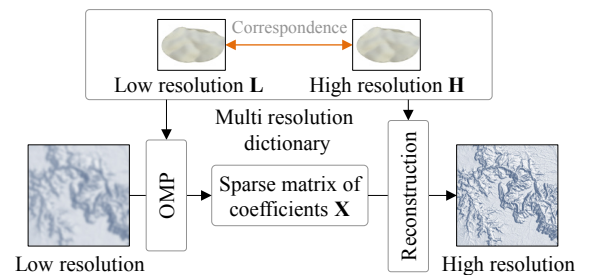 Correspondence
Low resolution L
High resolution H
Multi resolution
dictionary
OMP
Sparse matrix of
coefficients X
Reconstruction
Low resolution
High resolution